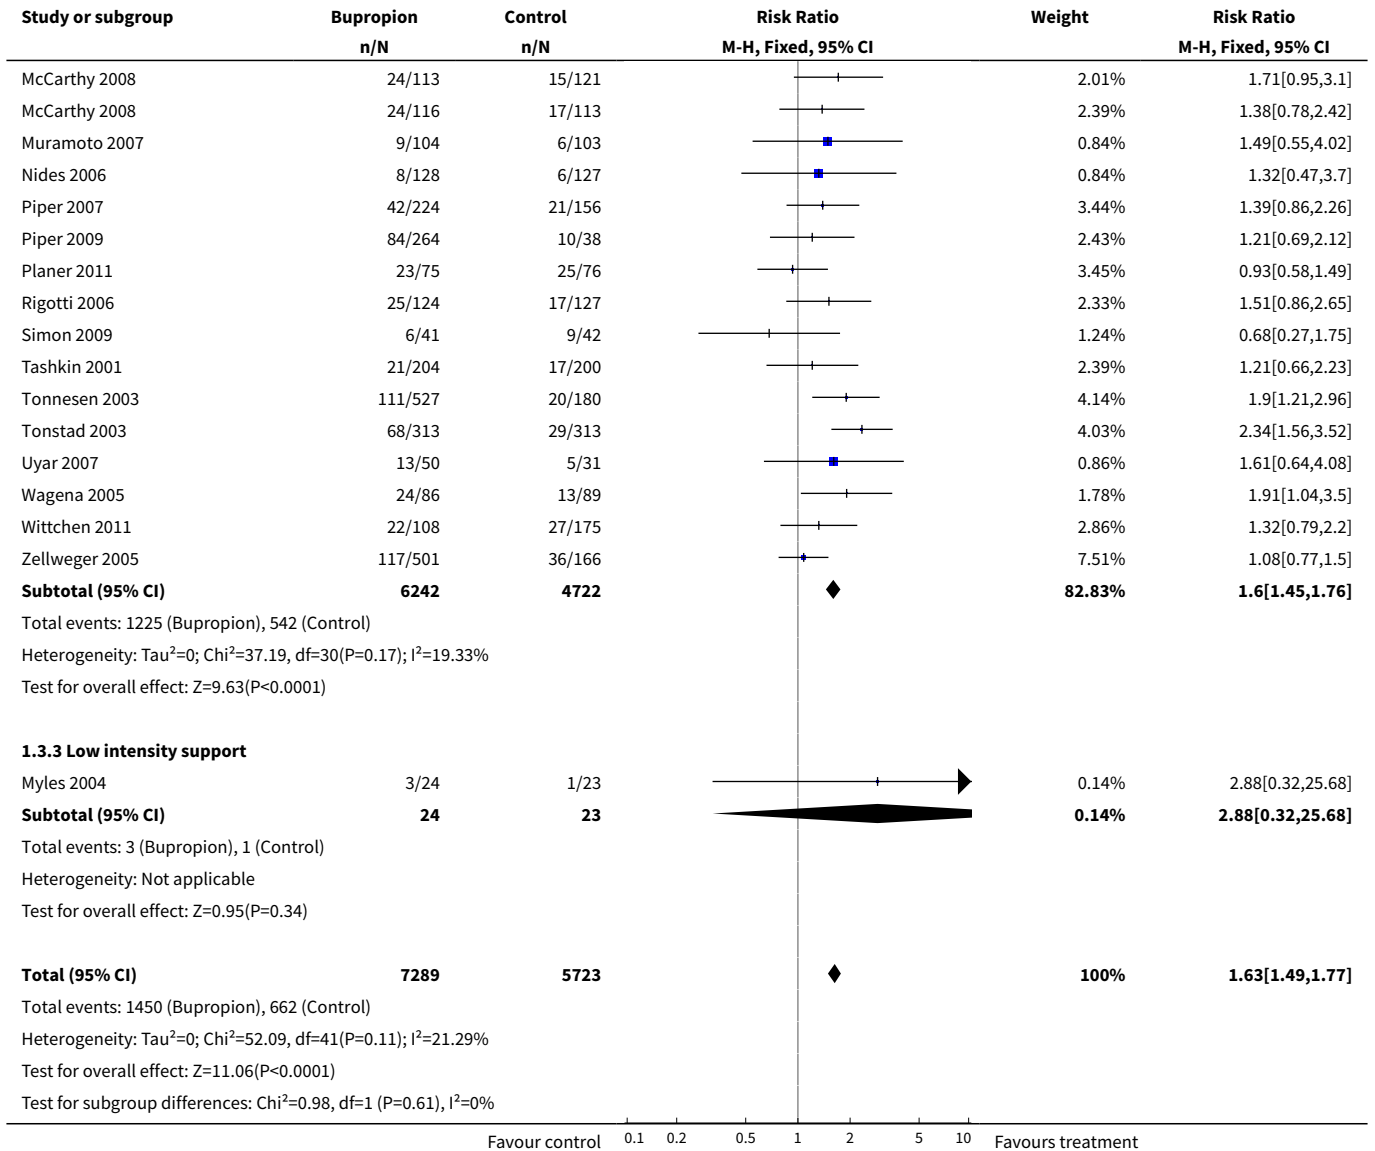 Study or subgroup Bupropion Control Risk Ratio Weight Risk Ratio
n/N n/N M-H, Fixed, 95% CI M-H, Fixed, 95% CI
McCarthy 2008 24/113 15/121 2.01% 1.71[0.95,3.1]
McCarthy 2008 24/116 17/113 2.39% 1.38[0.78,2.42]
Muramoto 2007 9/104 6/103 0.84% 1.49[0.55,4.02]
Nides 2006 8/128 6/127 0.84% 1.32[0.47,3.7]
Piper 2007 42/224 21/156 3.44% 1.39[0.86,2.26]
Piper 2009 84/264 10/38 2.43% 1.21[0.69,2.12]
Planer 2011 23/75 25/76 3.45% 0.93[0.58,1.49]
Rigotti 2006 25/124 17/127 2.33% 1.51[0.86,2.65]
Simon 2009 6/41 9/42 1.24% 0.68[0.27,1.75]
Tashkin 2001 21/204 17/200 2.39% 1.21[0.66,2.23]
Tonnesen 2003 111/527 20/180 4.14% 1.9[1.21,2.96]
Tonstad 2003 68/313 29/313 4.03% 2.34[1.56,3.52]
Uyar 2007 13/50 5/31 0.86% 1.61[0.64,4.08]
Wagena 2005 24/86 13/89 1.78% 1.91[1.04,3.5]
Wittchen 2011 22/108 27/175 2.86% 1.32[0.79,2.2]
Zellweger 2005 117/501 36/166 7.51% 1.08[0.77,1.5]
Subtotal (95% CI) 6242 4722 82.83% 1.6[1.45,1.76]
Total events: 1225 (Bupropion), 542 (Control)
Heterogeneity: Tau²=0; Chi²=37.19, df=30(P=0.17); I²=19.33%
Test for overall effect: Z=9.63(P<0.0001)
1.3.3 Low intensity support
Myles 2004 3/24 1/23 0.14% 2.88[0.32,25.68]
Subtotal (95% CI) 24 23 0.14% 2.88[0.32,25.68]
Total events: 3 (Bupropion), 1 (Control)
Heterogeneity: Not applicable
Test for overall effect: Z=0.95(P=0.34)
Total (95% CI) 7289 5723 100% 1.63[1.49,1.77]
Total events: 1450 (Bupropion), 662 (Control)
Heterogeneity: Tau²=0; Chi²=52.09, df=41(P=0.11); I²=21.29%
Test for overall effect: Z=11.06(P<0.0001)
Test for subgroup differences: Chi²=0.98, df=1 (P=0.61), I²=0%
Favour control 0.1 0.2 0.5 1 2 5 10 Favours treatment